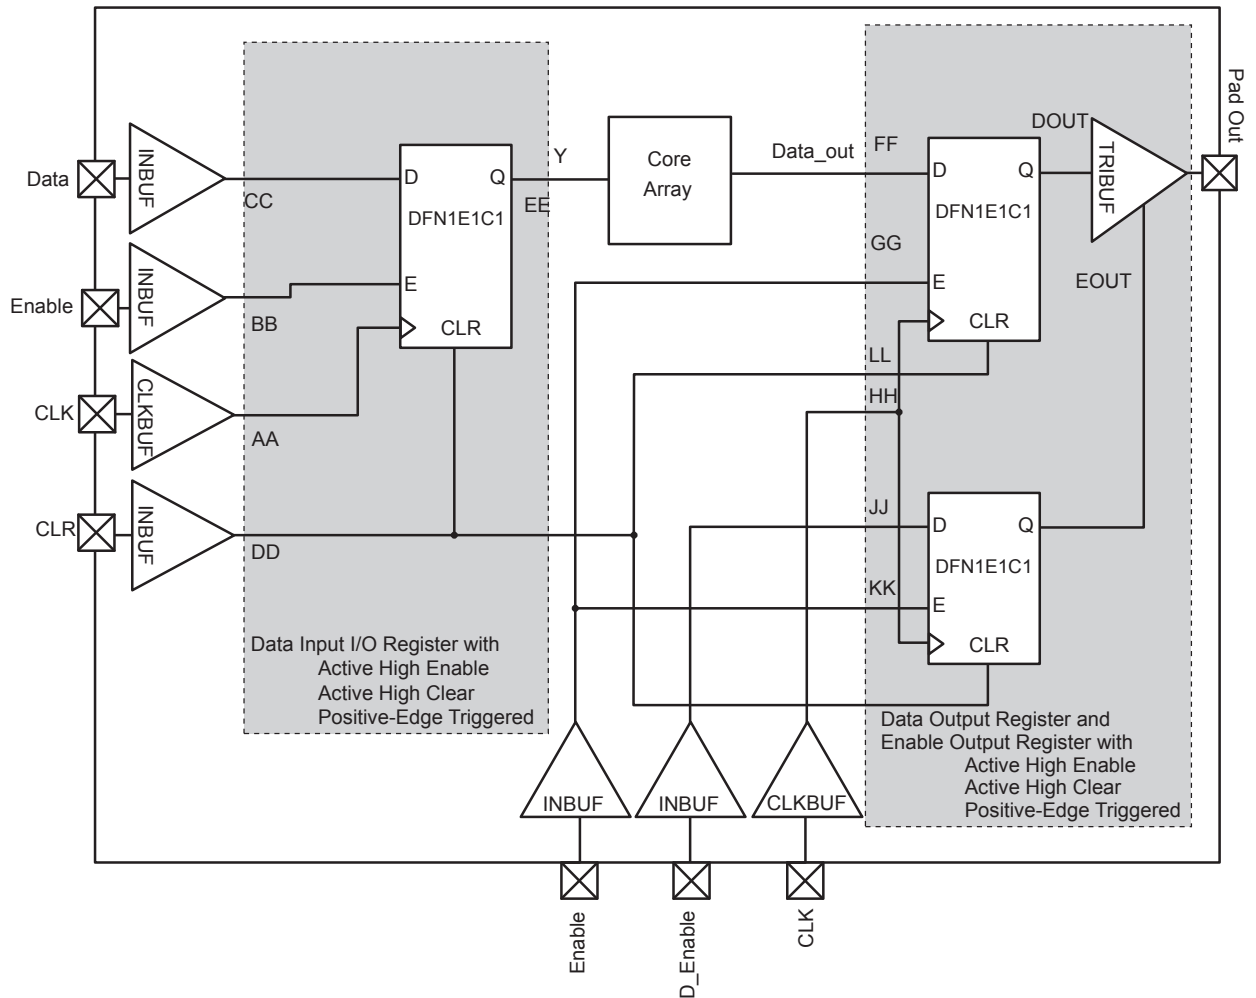 Data
INBUF
CC
D
Q
DFN1E1C1
E
CLR
Y
EE
Core
Array
Data_out
FF
D
Q
DFN1E1C1
E
CLR
GG
DOUT
TRIBUF
Pad Out
EOUT
Enable
INBUF
BB
CLK
CLKBUF
AA
CLR
INBUF
DD
LL
HH
JJ
KK
D
Q
DFN1E1C1
E
CLR
Data Input I/O Register with
Active High Enable
Active High Clear
Positive-Edge Triggered
Data Output Register and
Enable Output Register with
Active High Enable
Active High Clear
Positive-Edge Triggered
INBUF
INBUF
CLKBUF
Enable
D_Enable
CLK